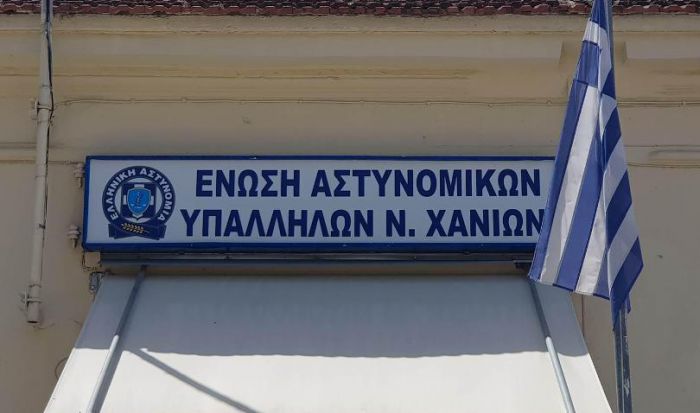 ΕΛΛΗΝΙΚΗ ΑΣΤΥΝΟΜΙΑ
ΕΝΩΣΗ ΑΣΤΥΝΟΜΙΚΩΝ
ΥΠΑΛΛΗΛΩΝ Ν. ΧΑΝΙΩΝ